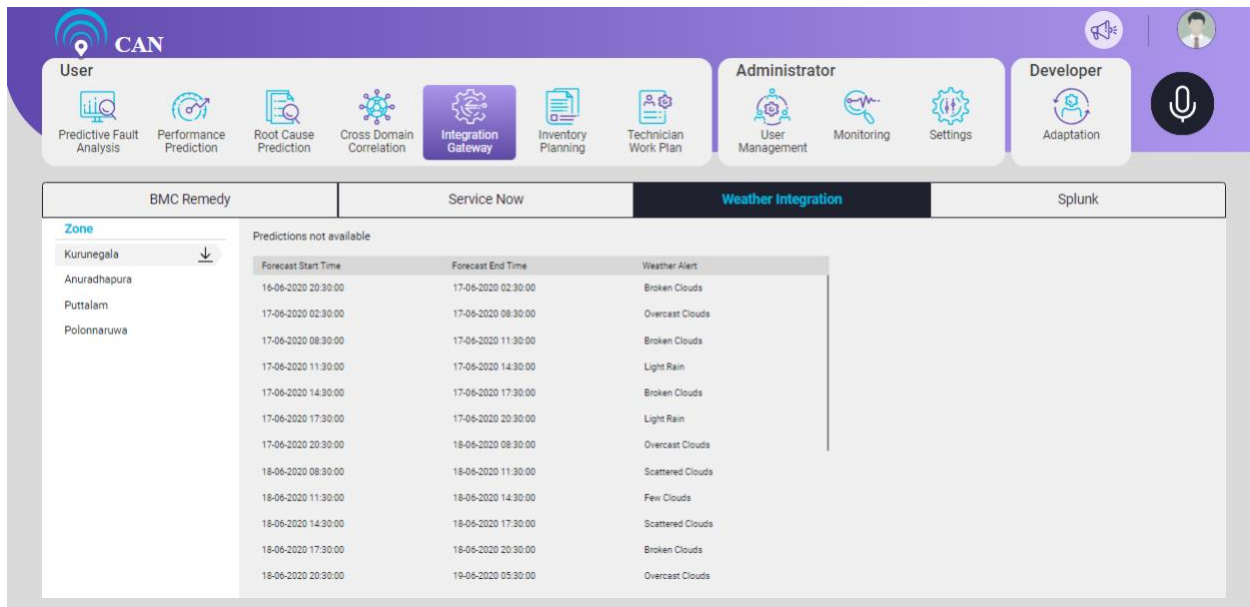 CAN
User
Administrator
Developer
Predictive Fault Analysis
Performance Prediction
Root Cause Prediction
Cross Domain Correlation
Integration Gateway
Inventory Planning
Technician Work Plan
User Management
Monitoring
Settings
Adaptation
BMC Remedy
Service Now
Weather Integration
Splunk
Zone
Kurunegala
Anuradhapura
Puttalam
Polonnaruwa
Predictions not available
Forecast Start Time Forecast End Time Weather Alert
16-06-2020 20:30:00 17-06-2020 02:30:00 Broken Clouds
17-06-2020 02:30:00 17-06-2020 08:30:00 Overcast Clouds
17-06-2020 08:30:00 17-06-2020 11:30:00 Broken Clouds
17-06-2020 11:30:00 17-06-2020 14:30:00 Light Rain
17-06-2020 14:30:00 17-06-2020 17:30:00 Broken Clouds
17-06-2020 17:30:00 17-06-2020 20:30:00 Light Rain
17-06-2020 20:30:00 18-06-2020 08:30:00 Overcast Clouds
18-06-2020 08:30:00 18-06-2020 11:30:00 Scattered Clouds
18-06-2020 11:30:00 18-06-2020 14:30:00 Few Clouds
18-06-2020 14:30:00 18-06-2020 17:30:00 Scattered Clouds
18-06-2020 17:30:00 18-06-2020 20:30:00 Broken Clouds
18-06-2020 20:30:00 19-06-2020 05:30:00 Overcast Clouds